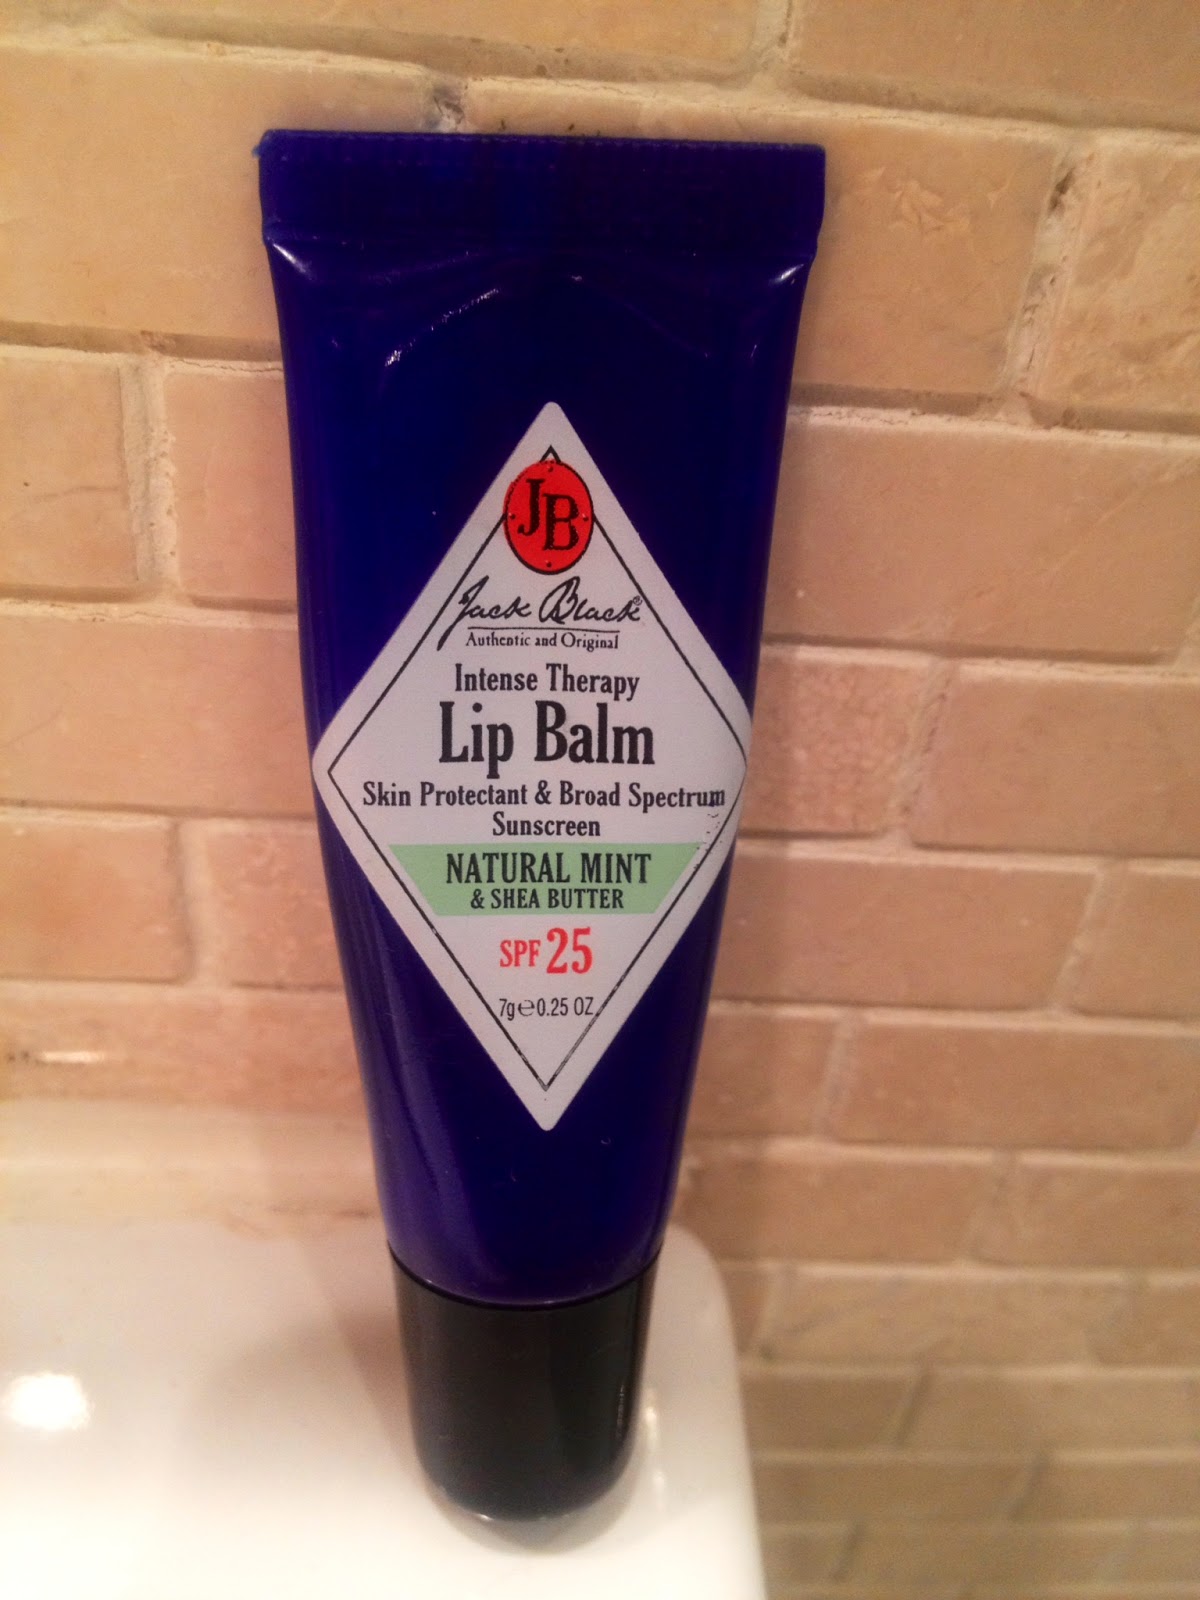 JB
Jack Black®
Authentic and Original
Intense Therapy
Lip Balm
Skin Protectant & Broad Spectrum
Sunscreen
NATURAL MINT
& SHEA BUTTER
SPF 25
7g℮0.25 OZ.